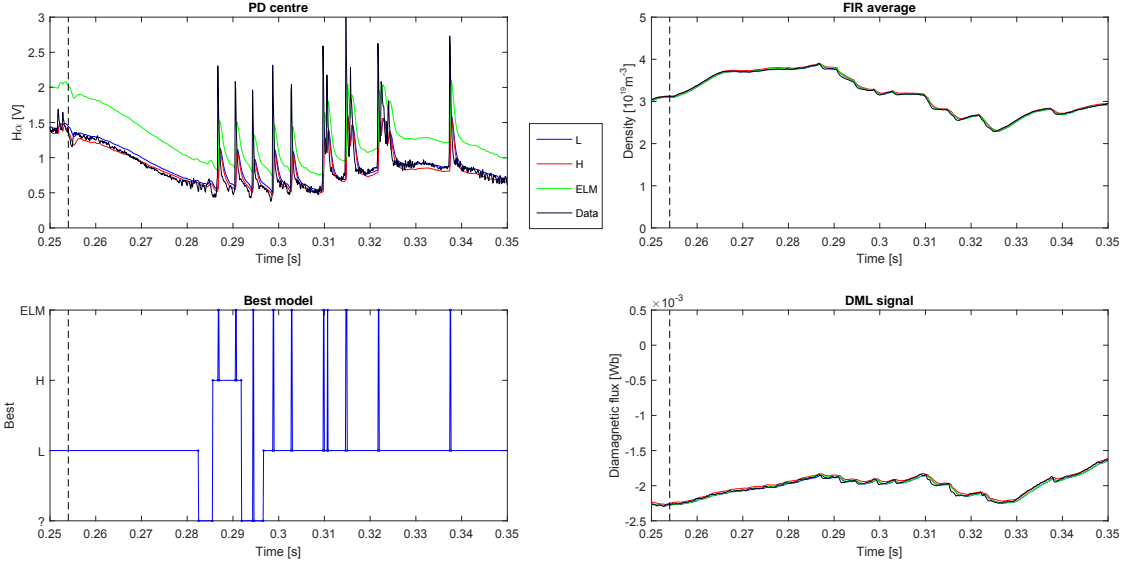 PD centre
3
2.5
2
1.5
1
0.5
0
Hα [V]
0.25 0.26 0.27 0.28 0.29 0.3 0.31 0.32 0.33 0.34 0.35
Time [s]
L
H
ELM
Data
FIR average
5
4
3
2
1
0
Density [10¹⁹m⁻³]
0.25 0.26 0.27 0.28 0.29 0.3 0.31 0.32 0.33 0.34 0.35
Time [s]
Best model
ELM
H
L
?
Best
0.25 0.26 0.27 0.28 0.29 0.3 0.31 0.32 0.33 0.34 0.35
Time [s]
DML signal
×10⁻³
0.5
0
-0.5
-1
-1.5
-2
-2.5
Diamagnetic flux [Wb]
0.25 0.26 0.27 0.28 0.29 0.3 0.31 0.32 0.33 0.34 0.35
Time [s]